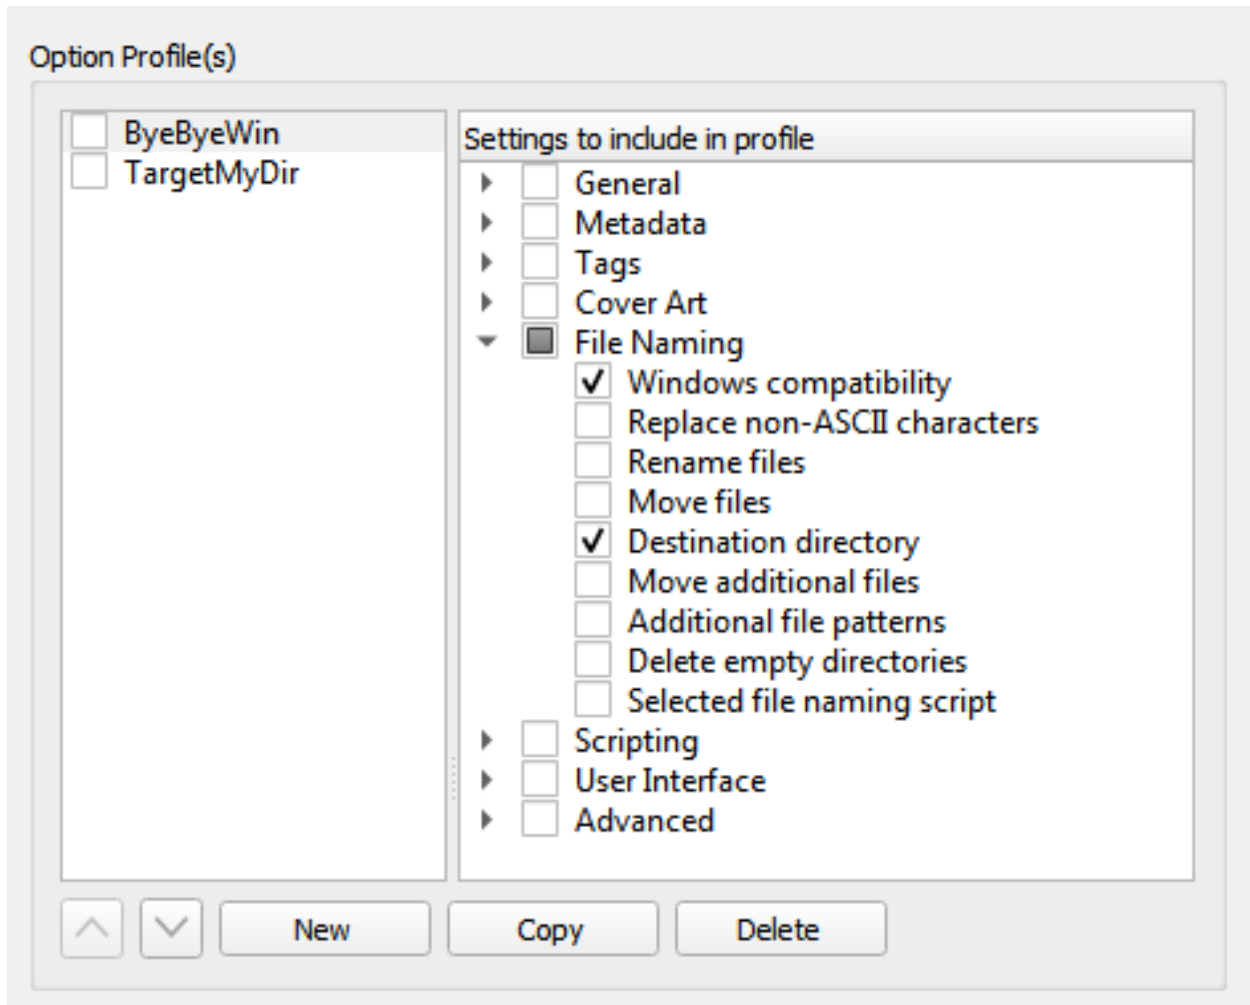 Option Profile(s)
ByeByeWin
TargetMyDir
Settings to include in profile
General
Metadata
Tags
Cover Art
File Naming
Windows compatibility
Replace non-ASCII characters
Rename files
Move files
Destination directory
Move additional files
Additional file patterns
Delete empty directories
Selected file naming script
Scripting
User Interface
Advanced
New
Copy
Delete